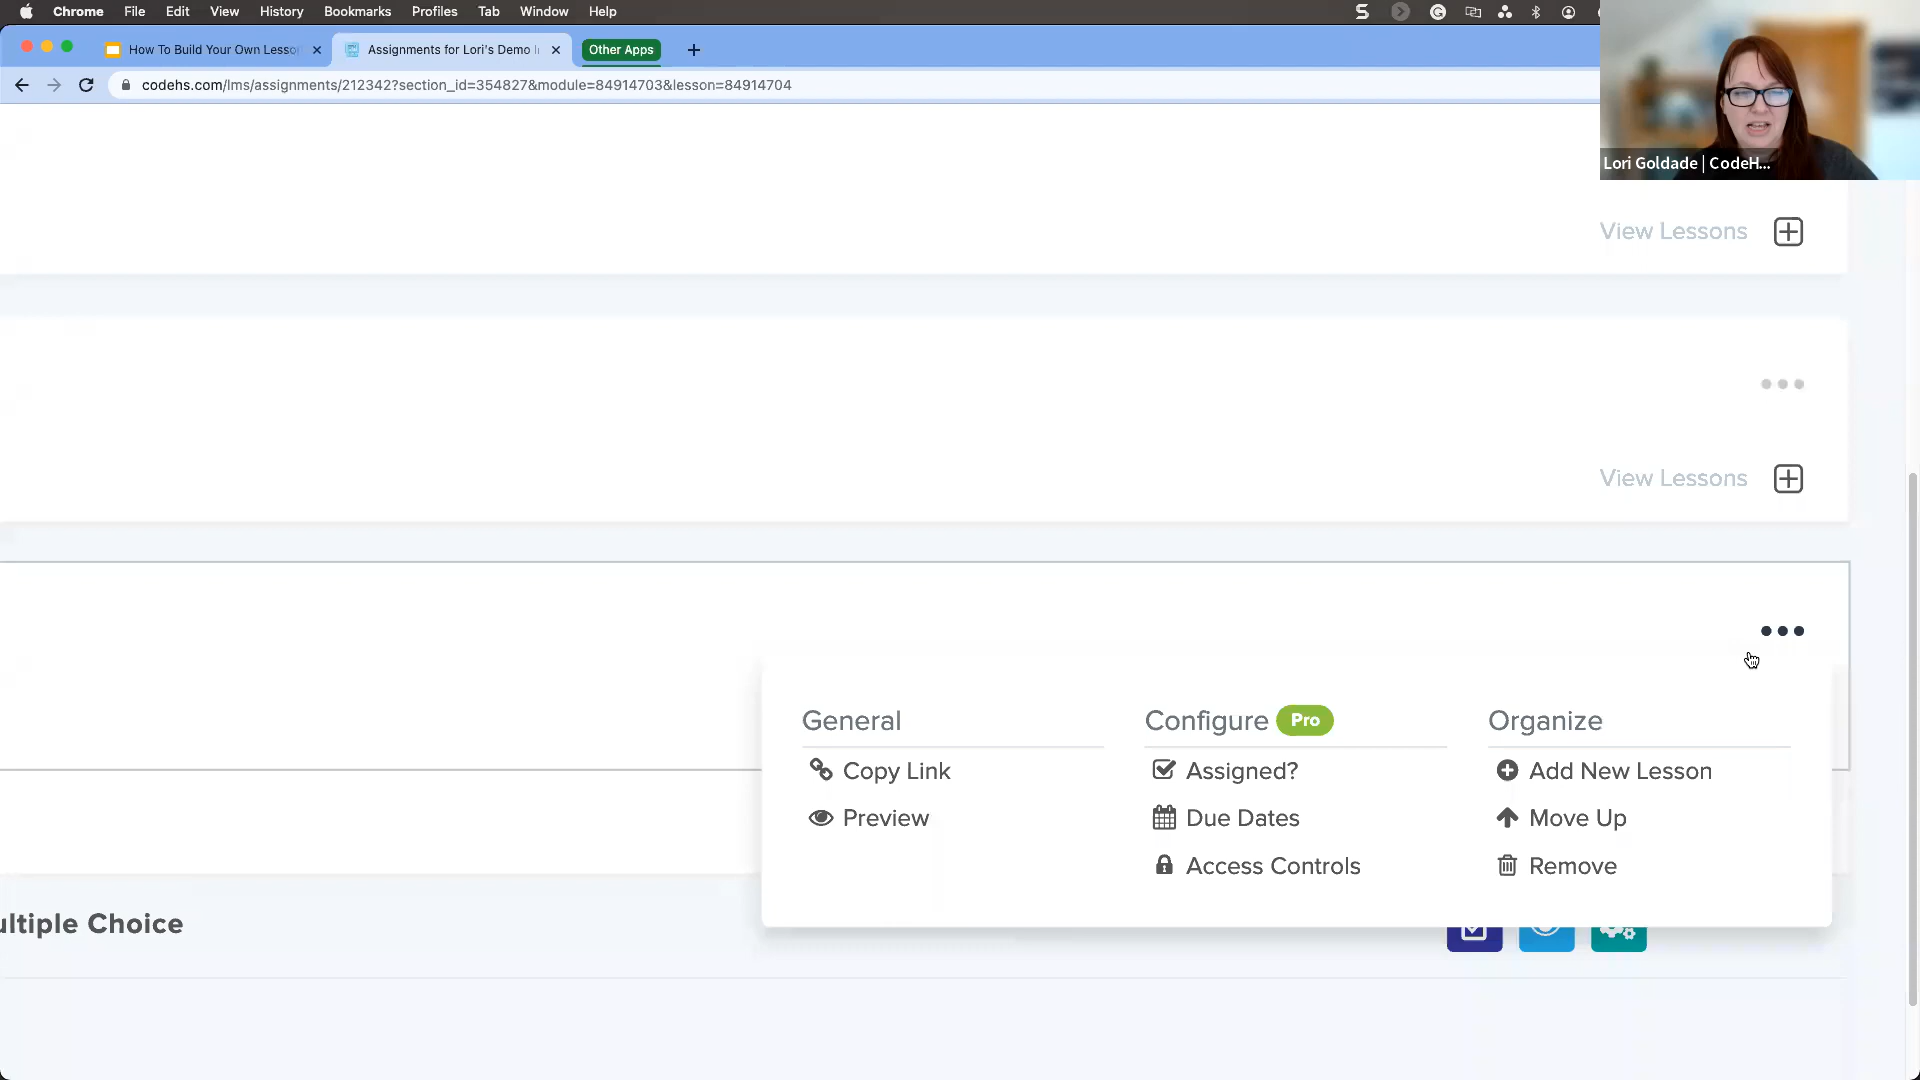 Chrome File Edit View History Bookmarks Profiles Tab Window Help
How To Build Your Own Lesso
Assignments for Lori's Demo
Other Apps
codehs.com/lms/assignments/212342?section_id=354827&module=84914703&lesson=84914704
Lori Goldade | CodeH...
View Lessons
View Lessons
General
Copy Link
Preview
Configure Pro
Assigned?
Due Dates
Access Controls
Organize
Add New Lesson
Move Up
Remove
ultiple Choice